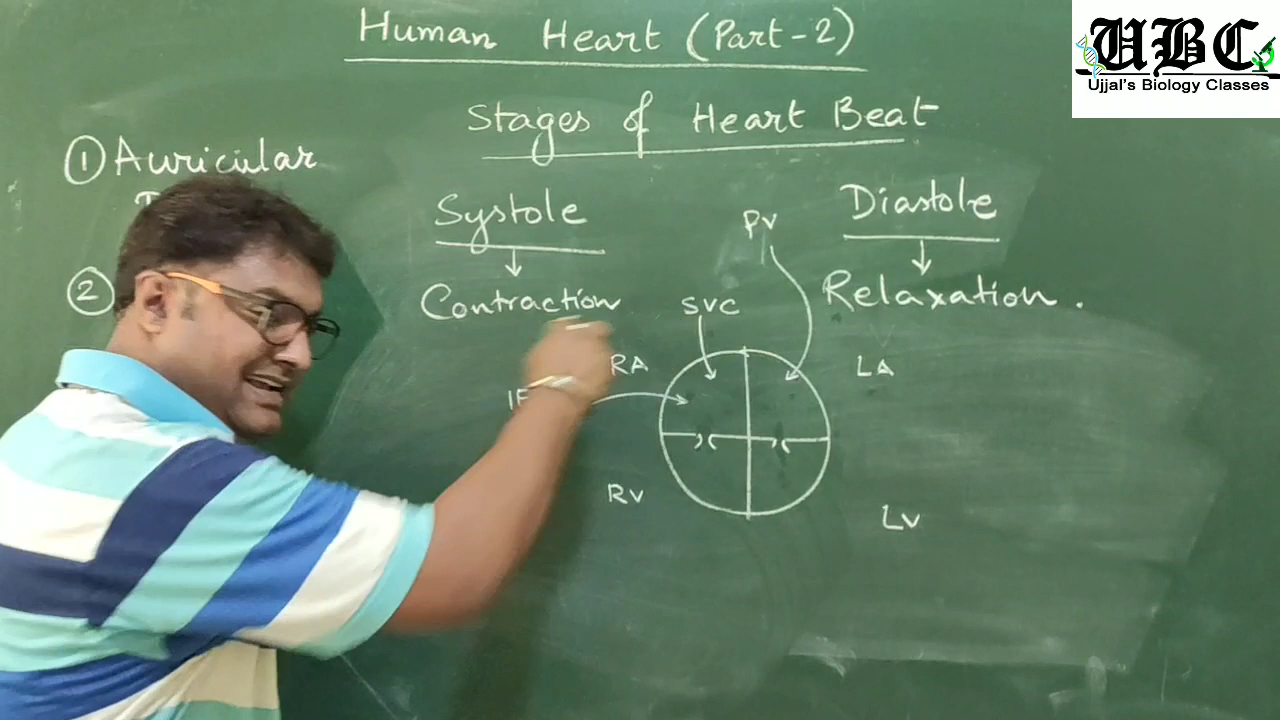 Human Heart (Part-2)
UBC
Ujjal's Biology Classes
Stages of Heart Beat
① Auricular
②
Systole
Contraction
Diastole
Relaxation.
PV
SVC
RA
LA
RV
LV